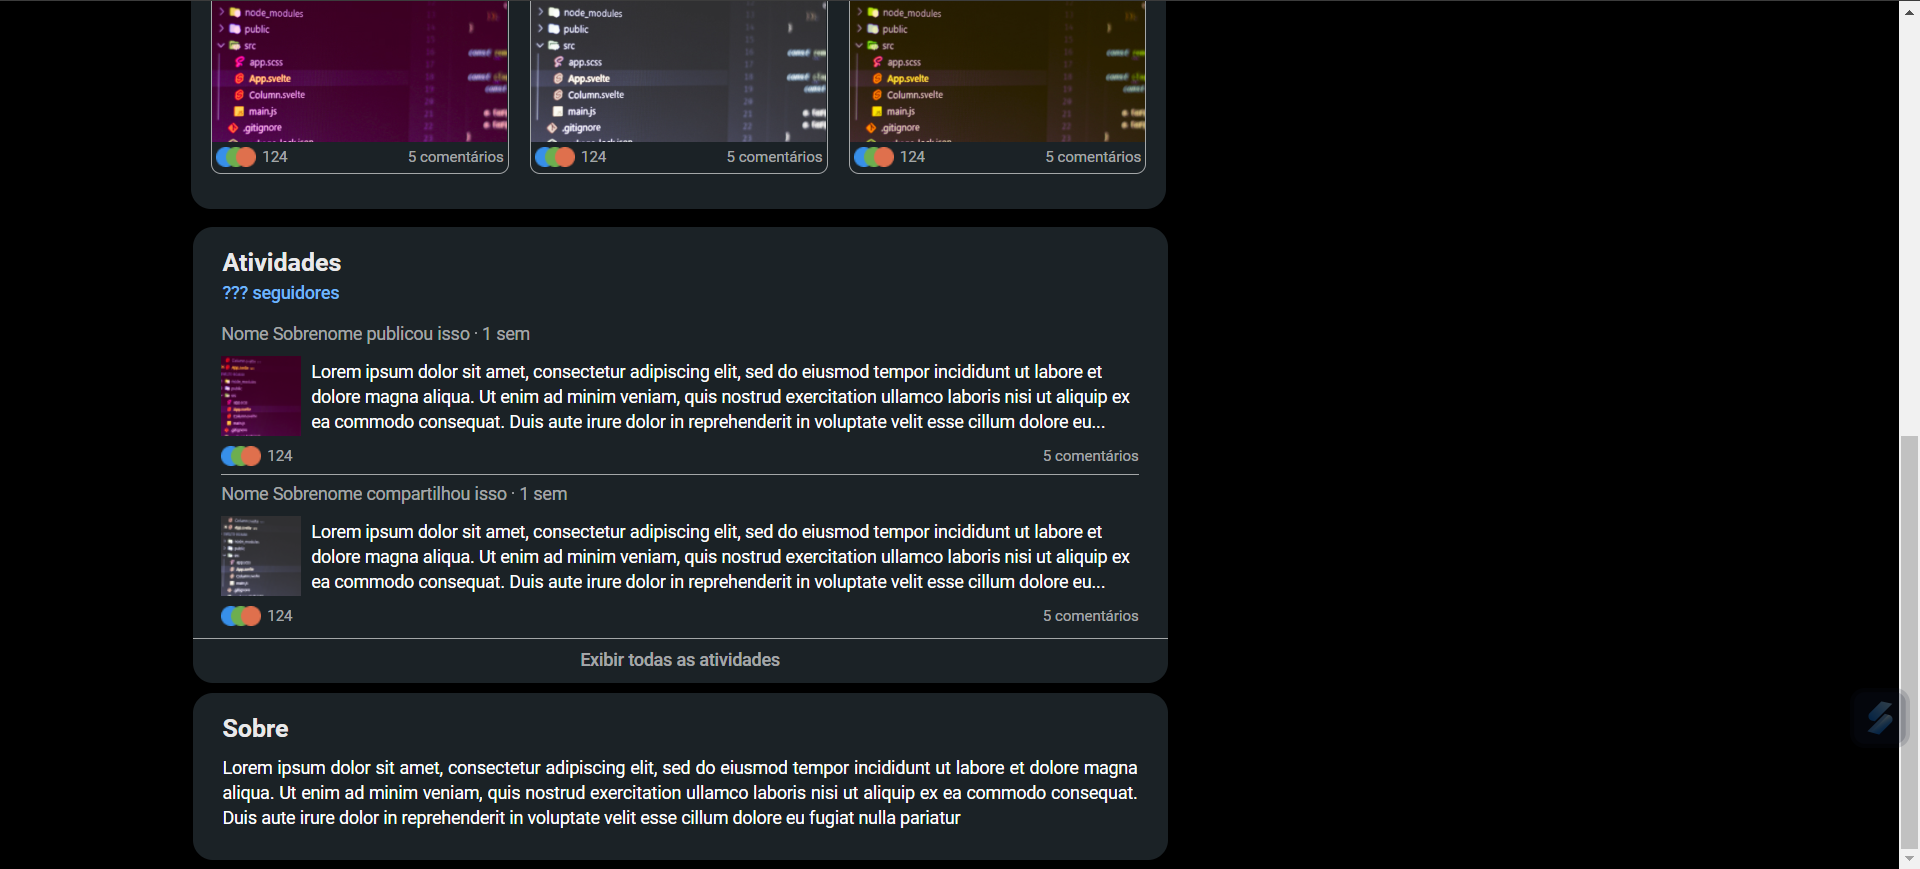 node_modules
public
src
app.scss
App.svelte
Column.svelte
main.js
.gitignore
124
5 comentários
node_modules
public
src
app.scss
App.svelte
Column.svelte
main.js
.gitignore
124
5 comentários
node_modules
public
src
app.scss
App.svelte
Column.svelte
main.js
.gitignore
124
5 comentários
Atividades
??? seguidores
Nome Sobrenome publicou isso · 1 sem
Lorem ipsum dolor sit amet, consectetur adipiscing elit, sed do eiusmod tempor incididunt ut labore et
dolore magna aliqua. Ut enim ad minim veniam, quis nostrud exercitation ullamco laboris nisi ut aliquip ex
ea commodo consequat. Duis aute irure dolor in reprehenderit in voluptate velit esse cillum dolore eu...
124
5 comentários
Nome Sobrenome compartilhou isso · 1 sem
Lorem ipsum dolor sit amet, consectetur adipiscing elit, sed do eiusmod tempor incididunt ut labore et
dolore magna aliqua. Ut enim ad minim veniam, quis nostrud exercitation ullamco laboris nisi ut aliquip ex
ea commodo consequat. Duis aute irure dolor in reprehenderit in voluptate velit esse cillum dolore eu...
124
5 comentários
Exibir todas as atividades
Sobre
Lorem ipsum dolor sit amet, consectetur adipiscing elit, sed do eiusmod tempor incididunt ut labore et dolore magna
aliqua. Ut enim ad minim veniam, quis nostrud exercitation ullamco laboris nisi ut aliquip ex ea commodo consequat.
Duis aute irure dolor in reprehenderit in voluptate velit esse cillum dolore eu fugiat nulla pariatur